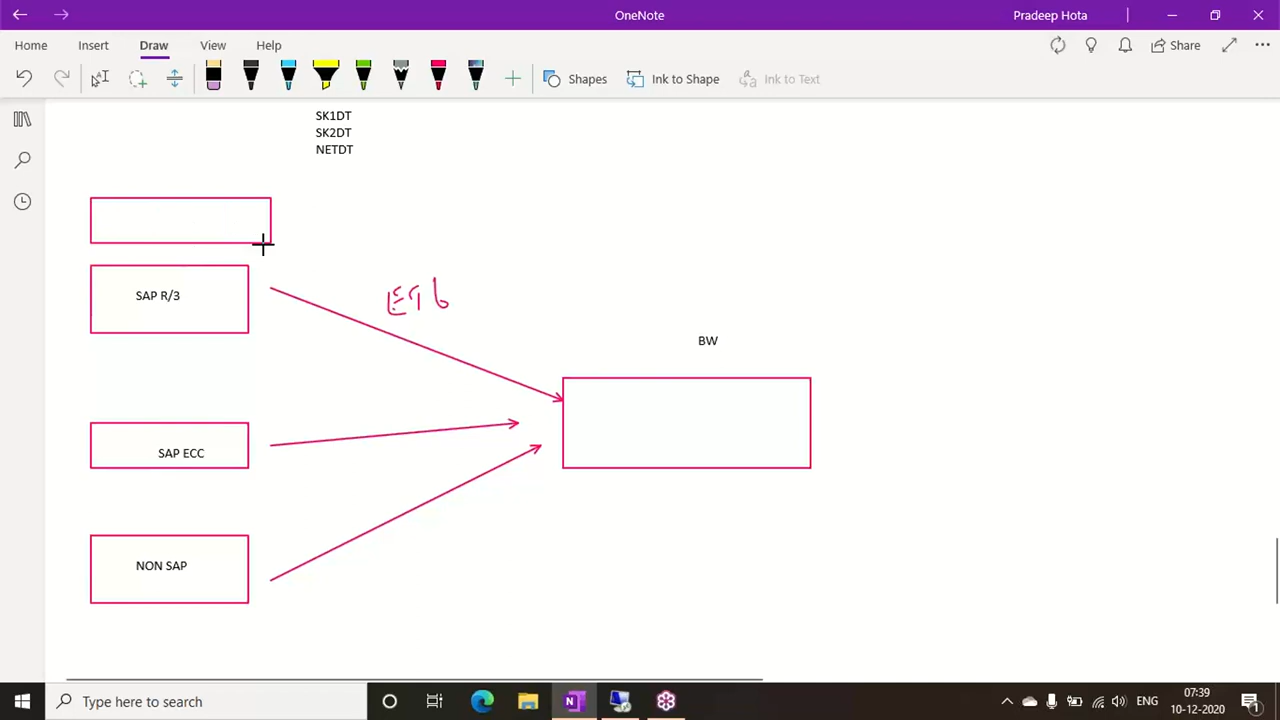 OneNote
Pradeep Hota
Home
Insert
Draw
View
Help
Share
Shapes
Ink to Shape
Ink to Text
SK1DT
SK2DT
NETDT
SAP R/3
BW
SAP ECC
NON SAP
Type here to search
ENG
07:39
10-12-2020
1